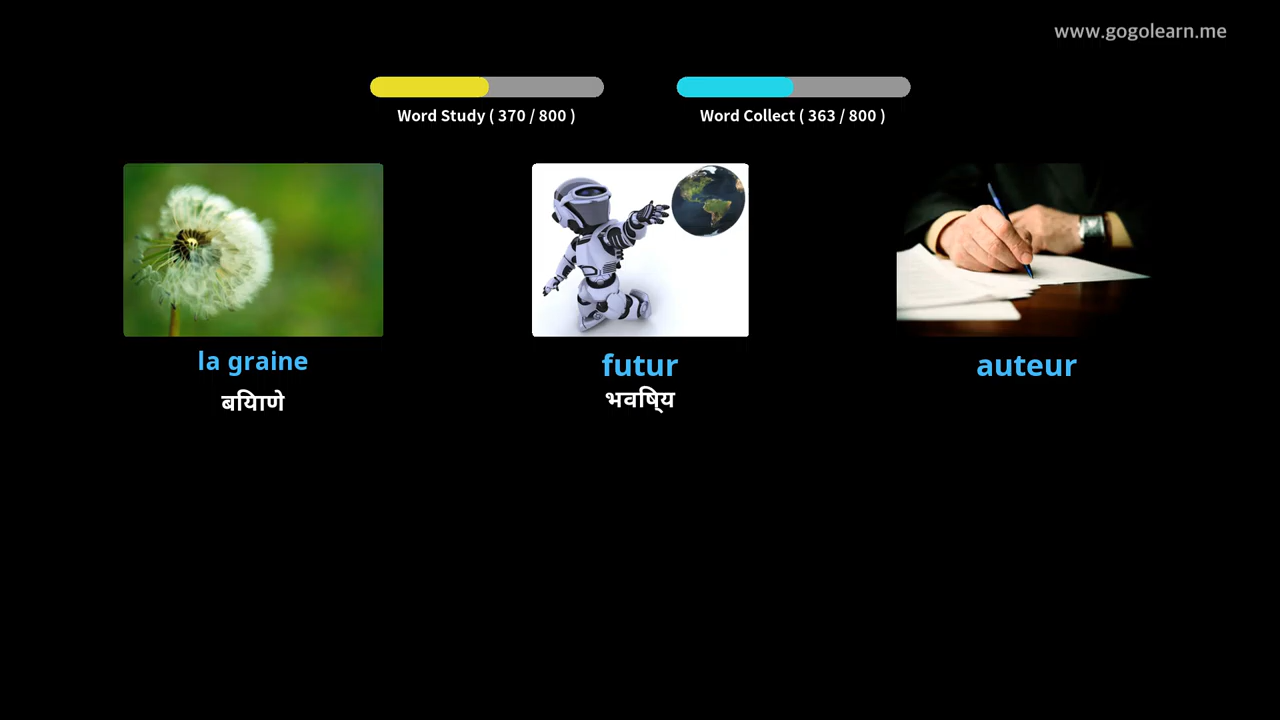 www.gogolearn.me
Word Study ( 370 / 800 )
Word Collect ( 363 / 800 )
la graine
बियाणे
futur
भविष्य
auteur